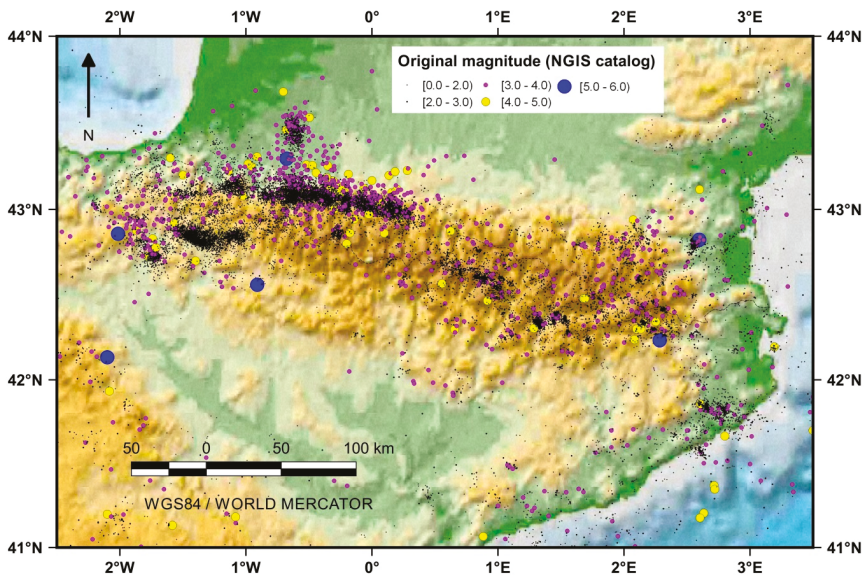 2°W 1°W 0° 1°E 2°E 3°E
44°N 44°N
Original magnitude (NGIS catalog)
[0.0 - 2.0) [3.0 - 4.0) [5.0 - 6.0)
[2.0 - 3.0) [4.0 - 5.0)
N
43°N 43°N
42°N 42°N
50 0 50 100 km
WGS84 / WORLD MERCATOR
41°N 41°N
2°W 1°W 0° 1°E 2°E 3°E